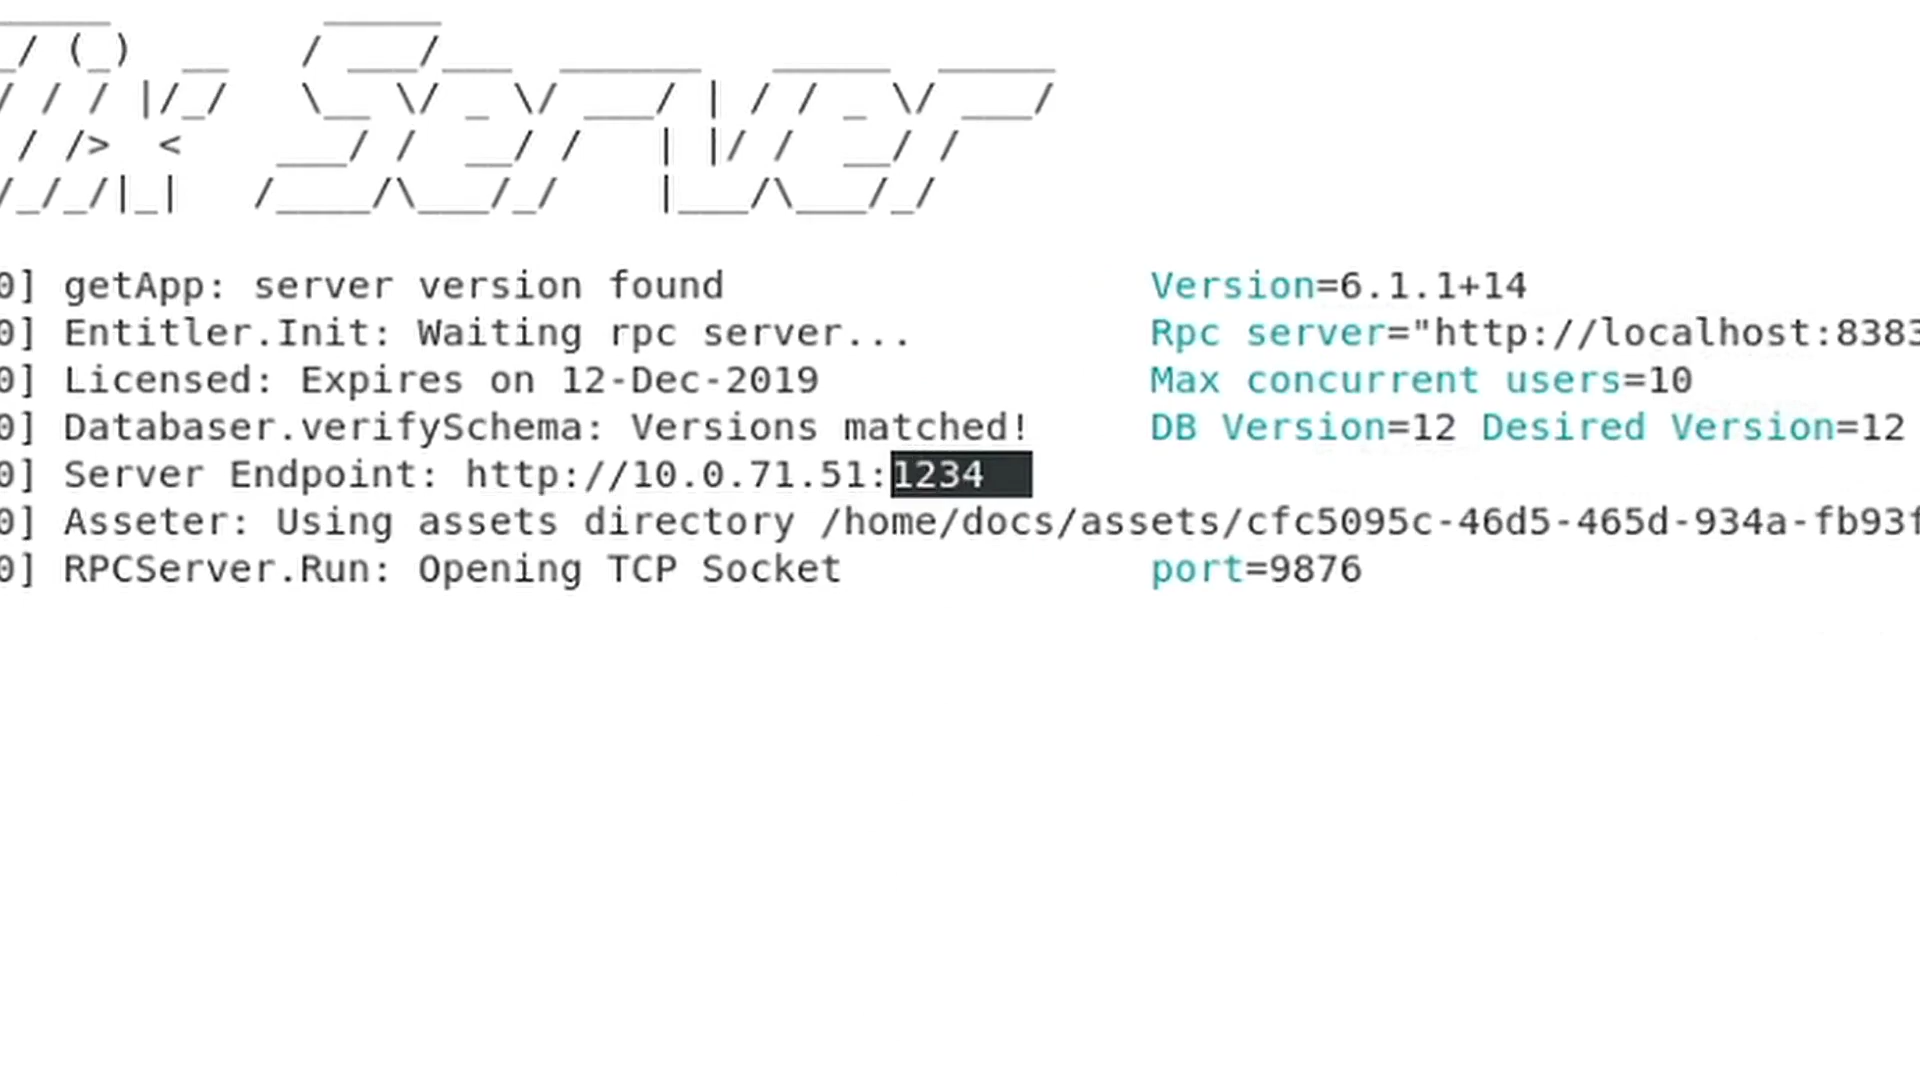 0] getApp: server version found Version=6.1.1+14
0] Entitler.Init: Waiting rpc server... Rpc server="http://localhost:8383
0] Licensed: Expires on 12-Dec-2019 Max concurrent users=10
0] Databaser.verifySchema: Versions matched! DB Version=12 Desired Version=12
0] Server Endpoint: http://10.0.71.51:1234
0] Asseter: Using assets directory /home/docs/assets/cfc5095c-46d5-465d-934a-fb93f
0] RPCServer.Run: Opening TCP Socket port=9876